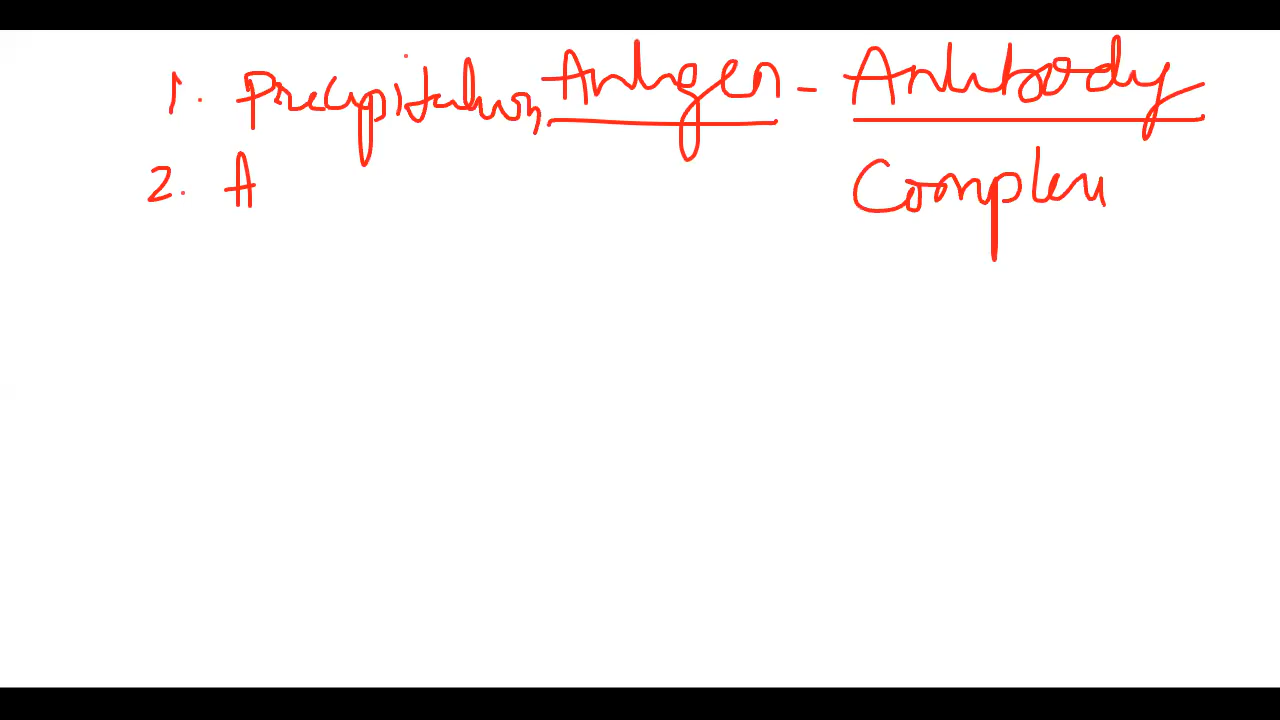 1. Precipitation, Antigen - Antibody
2. A Complex